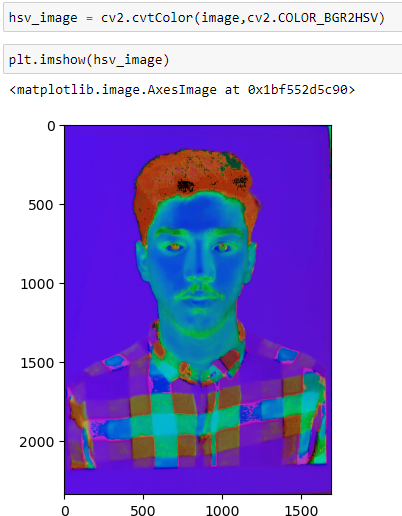 hsv_image = cv2.cvtColor(image,cv2.COLOR_BGR2HSV)
plt.imshow(hsv_image)
<matplotlib.image.AxesImage at 0x1bf552d5c90>
0
500
1000
1500
2000
0 500 1000 1500